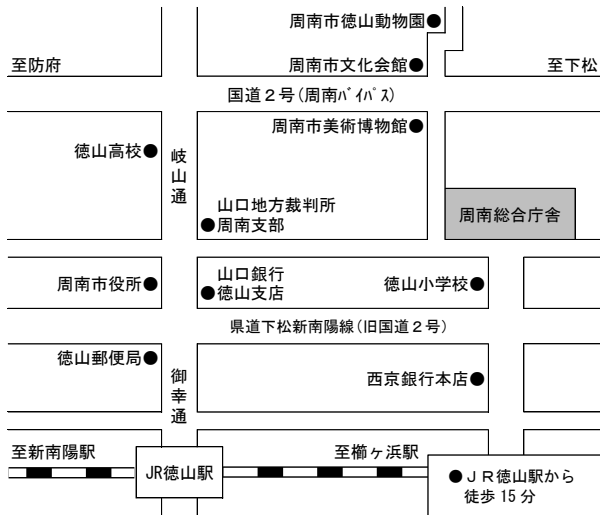 周南市徳山動物園●
至防府
周南市文化会館●
至下松
国道２号(周南ﾊﾞｲﾊﾟｽ)
周南市美術博物館●
徳山高校●
岐山通
山口地方裁判所
●周南支部
周南総合庁舎
周南市役所●
山口銀行
●徳山支店
徳山小学校●
県道下松新南陽線(旧国道２号)
徳山郵便局●
御幸通
西京銀行本店●
至新南陽駅
JR徳山駅
至櫛ヶ浜駅
●ＪＲ徳山駅から
徒歩15分